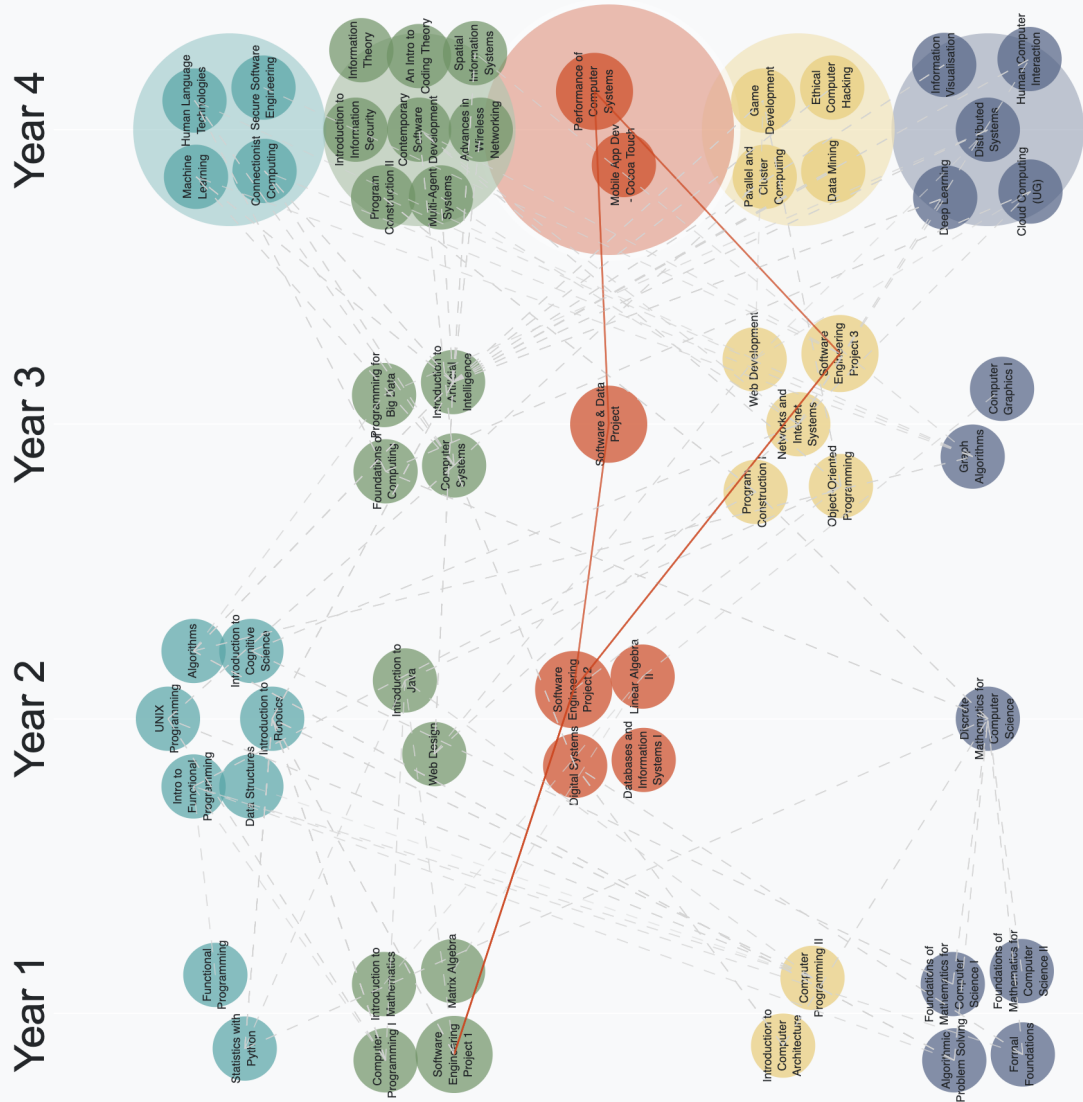 Year 1
Year 2
Year 3
Year 4
Statistics with
Python
Functional
Programming
Computer
Programming I
Introduction to
Mathematics
Software
Engineering
Project 1
Matrix Algebra
Introduction to
Computer
Architecture
Computer
Programming II
Algorithmic
Problem Solving
Foundations of
Mathematics for
Computer
Science I
Formal
Foundations
Foundations of
Mathematics for
Computer
Science II
UNIX
Programming
Intro to
Functional
Programming
Algorithms
Data Structures
Introduction to
Cognitive
Science
Introduction to
Introduction to
Java
Web Design
Digital Systems
Software
Engineering
Project 2
Databases and
Information
Systems I
Linear Algebra
II
Discrete
Mathematics for
Computer
Science
Foundations of
Computing
Programming for
Big Data
Computer
Systems
Introduction to
Artificial
Intelligence
Software & Data
Project
Program
Construction I
Web Development
Networks and
Internet
Systems
Object-Oriented
Programming
Software
Engineering
Project 3
Graph
Algorithms
Computer
Graphics I
Machine
Learning
Human Language
Technologies
Connectionist
Computing
Secure Software
Engineering
Introduction to
Information
Security
Information
Theory
Program
Construction II
Contemporary
Software
Development
An Intro to
Coding Theory
Multi-Agent
Systems
Advances in
Wireless
Networking
Spatial
Information
Systems
Performance of
Computer
Systems
Mobile App Dev
- Cocoa Touch
Parallel and
Cluster
Computing
Game
Development
Data Mining
Ethical
Computer
Hacking
Deep Learning
Information
Visualisation
Distributed
Systems
Cloud Computing
(UG)
Human Computer
Interaction